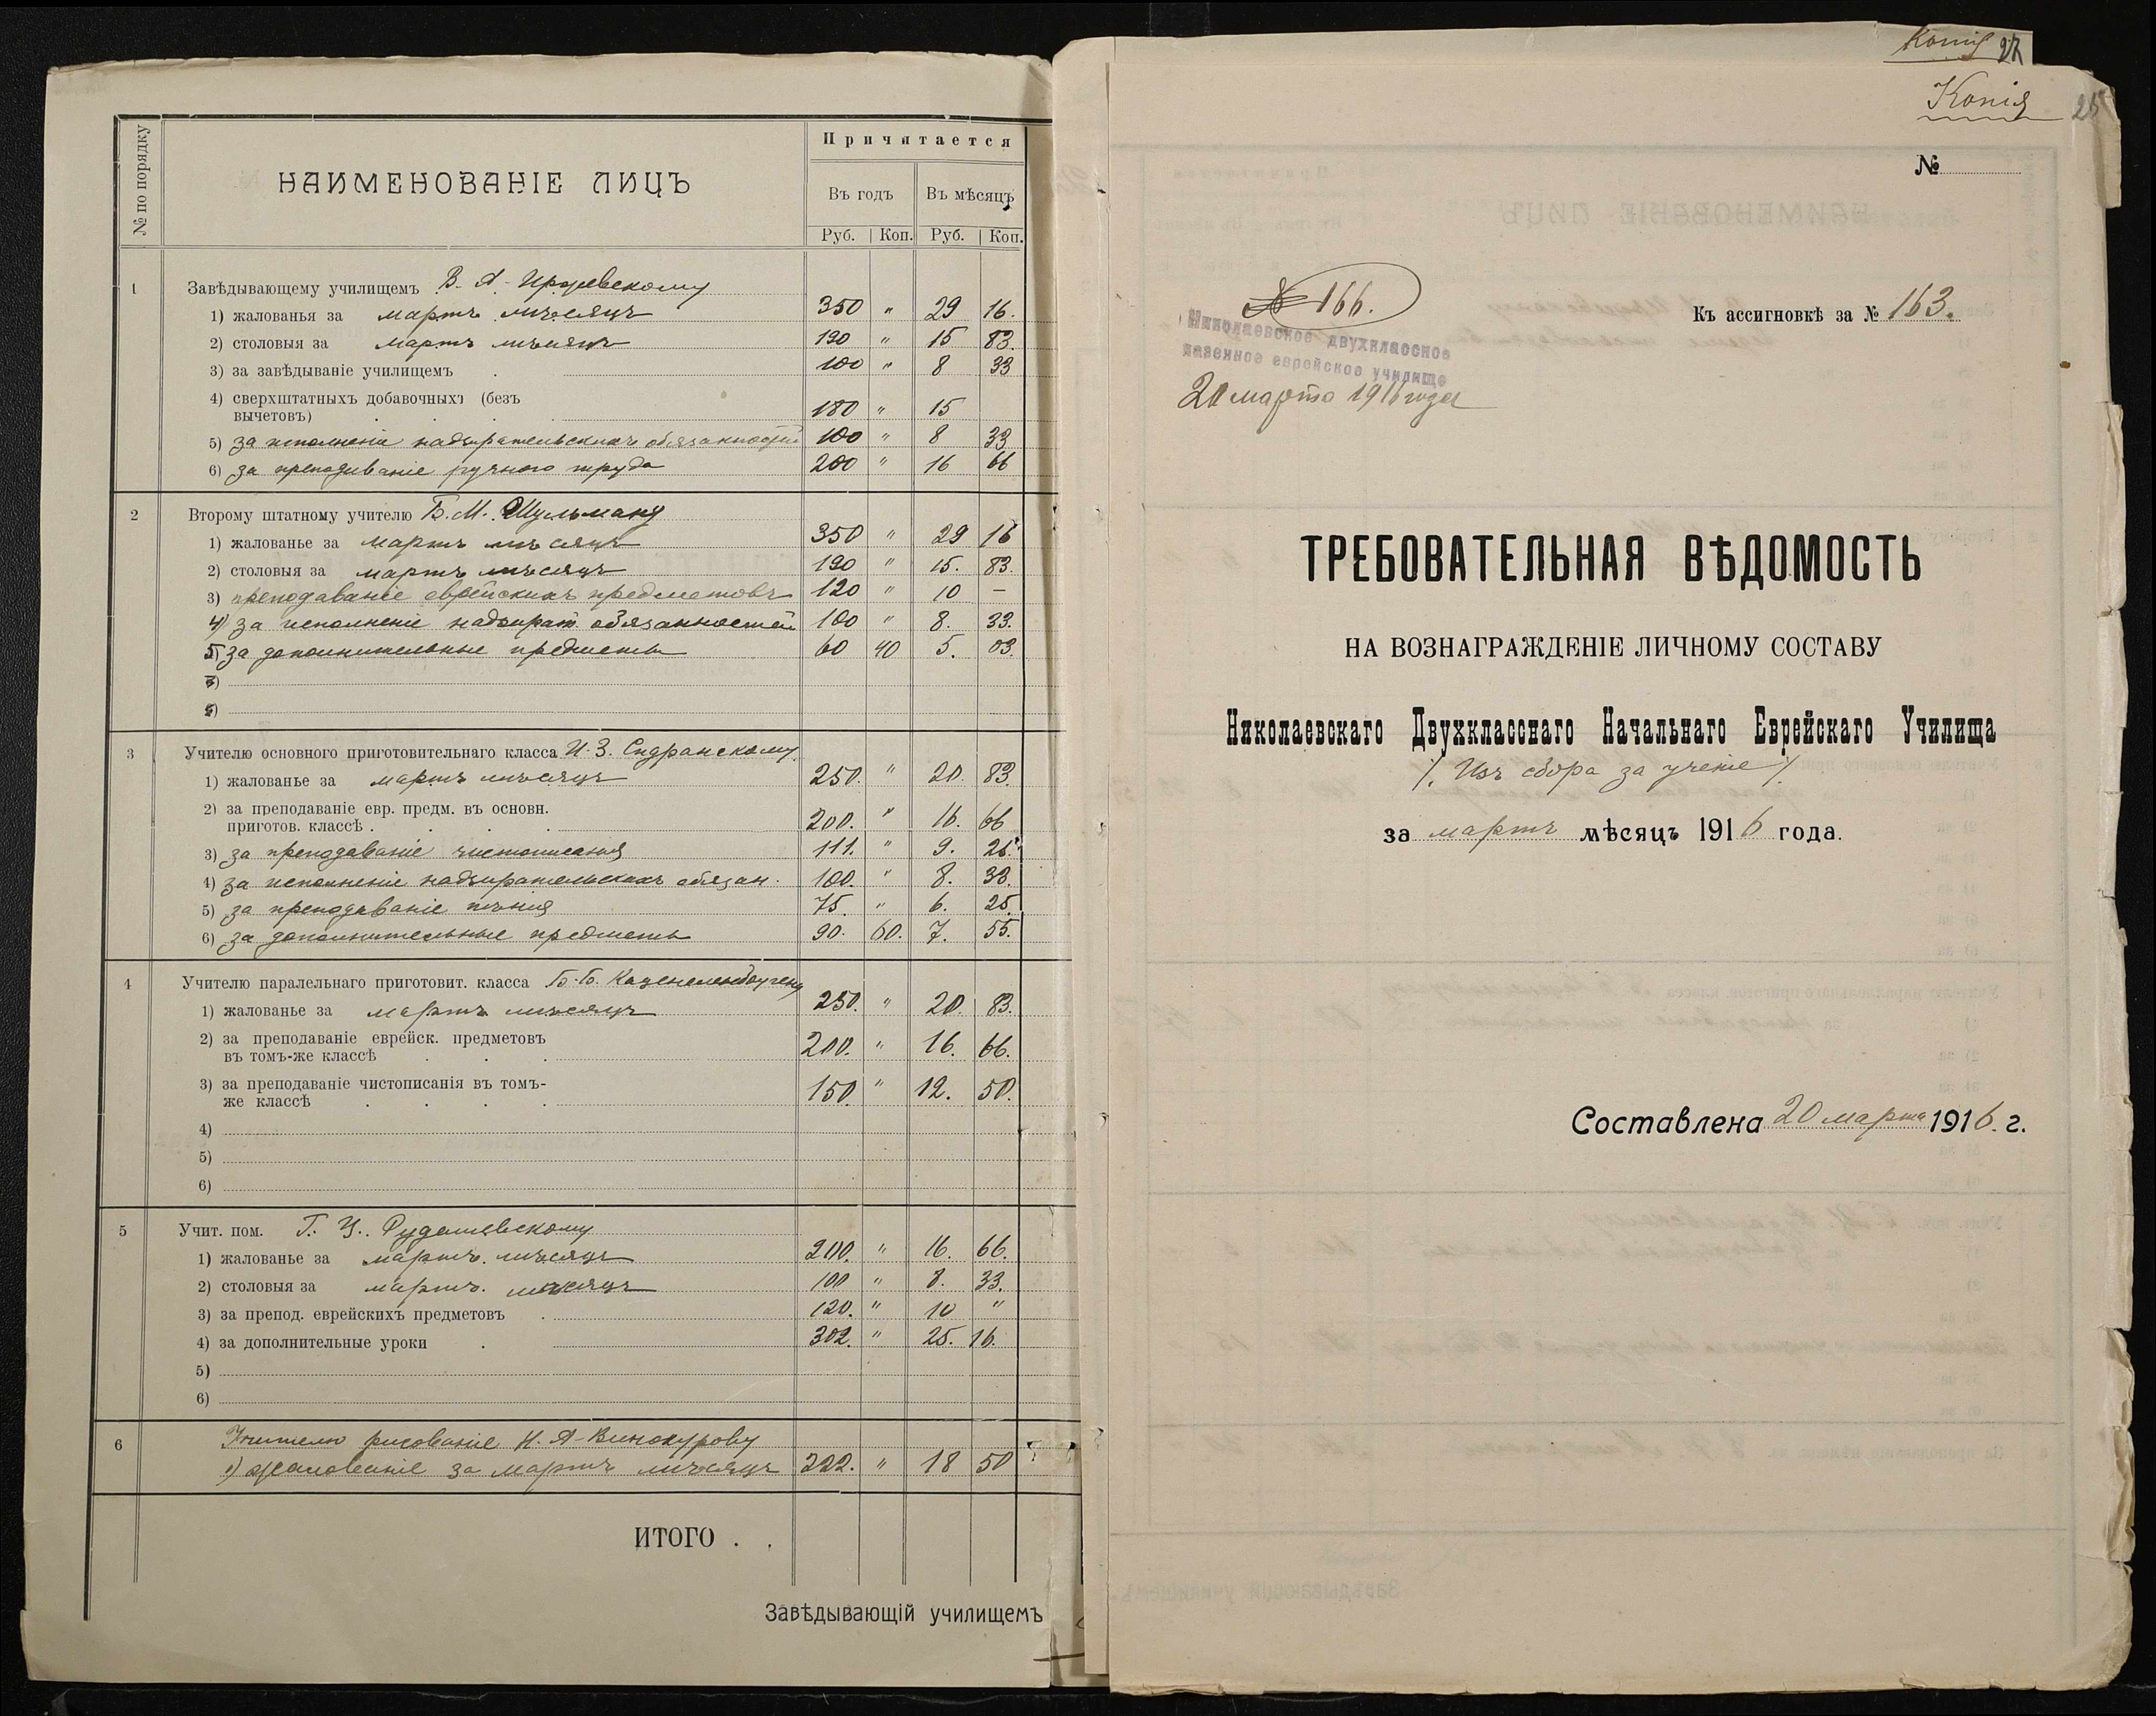 № по порядку
НАИМЕНОВАНІЕ ЛИЦЪ
Причитается
Въ годъ
Въ мѣсяцъ
Руб.
Коп.
Руб.
Коп.
1
Завѣдывающему училищемъ В. А.
1) жалованья за мартъ мѣсяцъ 350 " 29 16.
2) столовыя за мартъ мѣсяцъ 190 " 15 83.
3) за завѣдываніе училищемъ . 100 " 8 33
4) сверхштатныхъ добавочныхъ (безъ
вычетовъ) . . . 180 " 15
5) за исполненіе надзирательскихъ обязанностей 100 " 8 33
6) за преподаваніе ручного труда 200 " 16 66
2
Второму штатному учителю Б. М. Шульману
1) жалованье за мартъ мѣсяцъ 350 " 29 16
2) столовыя за мартъ мѣсяцъ 190 " 15. 83.
3) преподаваніе еврейскихъ предметовъ 120 " 10 —
4) за исполненіе надзират. обязанностей 100 " 8. 33.
5) за дополнительные предметы 60 40 5. 03.
3
Учителю основного приготовительнаго класса И. З. Сидранскому
1) жалованье за мартъ мѣсяцъ 250. " 20. 83.
2) за преподаваніе евр. предм. въ основн.
приготов. классѣ . . . . 200. " 16. 66
3) за преподаваніе чистописанія 111. " 9. 25.
4) за исполненіе надзирательскихъ обязан. 100. " 8. 33.
5) за преподаваніе пѣнія 75. " 6. 25.
6) за дополнительные предметы 90. 60. 7. 55.
4
Учителю паралельнаго приготовит. класса Б. Б. Каценеленбогену
1) жалованье за мартъ мѣсяцъ 250. " 20. 83.
2) за преподаваніе еврейск. предметовъ
въ томъ-же классѣ . . . 200. " 16. 66.
3) за преподаваніе чистописанія въ томъ-
же классѣ . . . . 150 " 12. 50.
4)
5)
6)
5
Учит. пом. Г. Ц. Рудашевскому
1) жалованье за мартъ мѣсяцъ 200. " 16. 66.
2) столовыя за мартъ. мѣсяцъ 100 " 8. 33.
3) за препод. еврейскихъ предметовъ . 120. " 10 "
4) за дополнительные уроки . 302. " 25. 16.
5)
6)
6
Учителю рисованіе Н. А. Винокурову
1) жалованіе за мартъ мѣсяцъ 222. " 18 50
ИТОГО . .
Завѣдывающій училищемъ
Копія 27
Копія 26
№
№ 166.
Къ ассигновкѣ за № 163.
Николаевское двухклассное
казенное еврейское училище
20 марта 1916 года
ТРЕБОВАТЕЛЬНАЯ ВѢДОМОСТЬ
НА ВОЗНАГРАЖДЕНІЕ ЛИЧНОМУ СОСТАВУ
Николаевскаго Двухкласснаго Начальнаго Еврейскаго Училища
/. Изъ сбора за ученіе /.
за мартъ мѣсяцъ 1916 года.
Составлена 20 марта 1916. г.